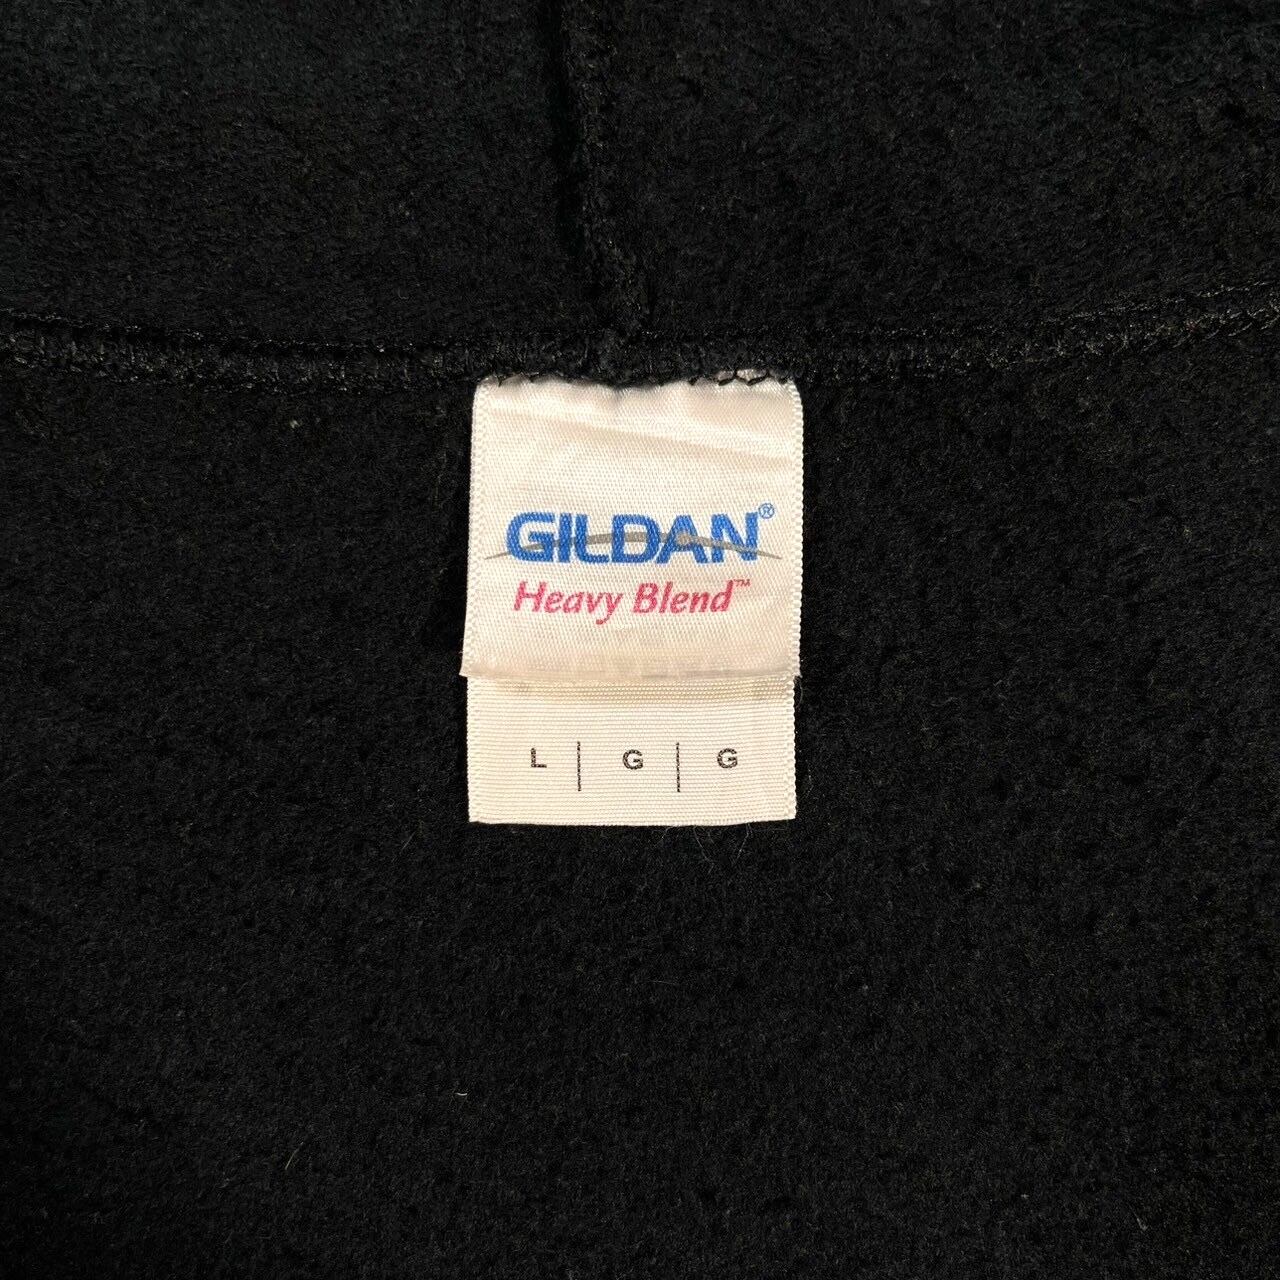 GILDAN®
Heavy Blend™
L | G | G